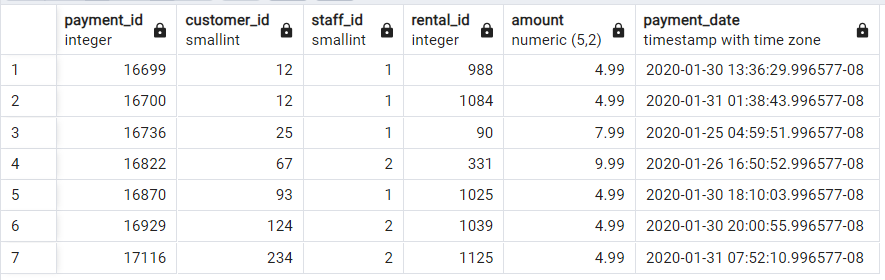 payment_id customer_id staff_id rental_id amount payment_date
integer smallint smallint integer numeric (5,2) timestamp with time zone
1 16699 12 1 988 4.99 2020-01-30 13:36:29.996577-08
2 16700 12 1 1084 4.99 2020-01-31 01:38:43.996577-08
3 16736 25 1 90 7.99 2020-01-25 04:59:51.996577-08
4 16822 67 2 331 9.99 2020-01-26 16:50:52.996577-08
5 16870 93 1 1025 4.99 2020-01-30 18:10:03.996577-08
6 16929 124 2 1039 4.99 2020-01-30 20:00:55.996577-08
7 17116 234 2 1125 4.99 2020-01-31 07:52:10.996577-08